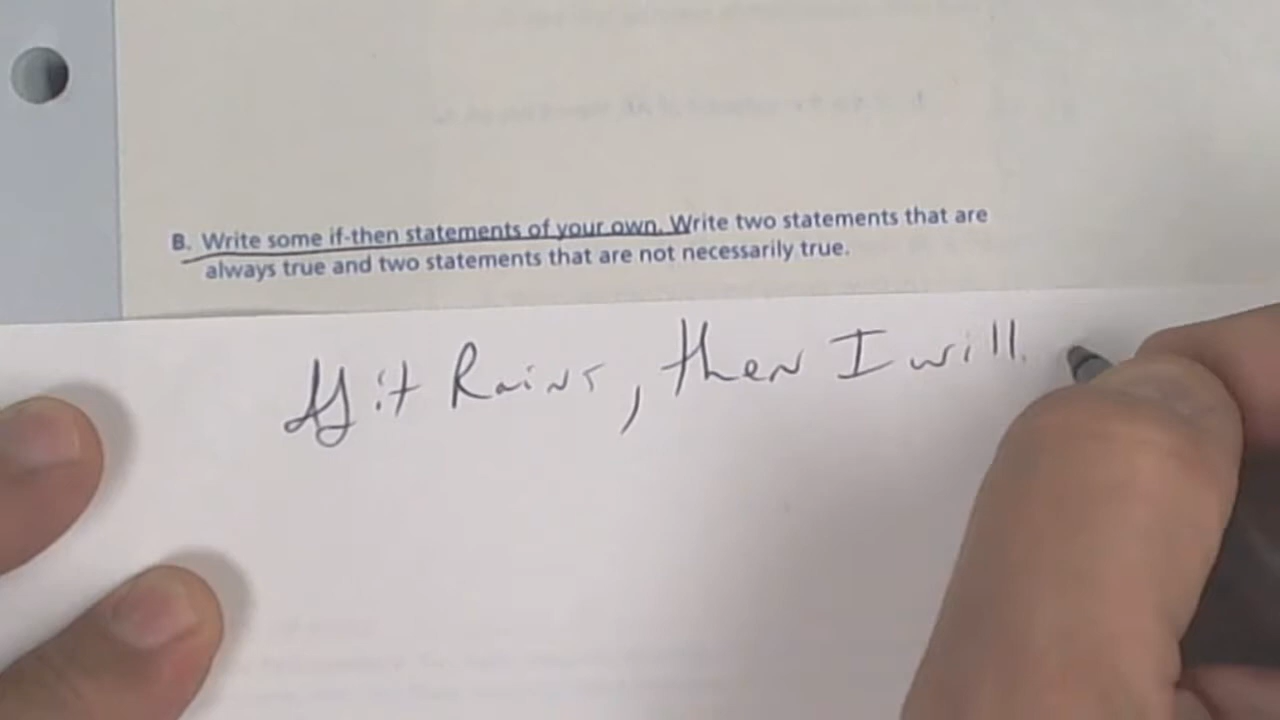 B. Write some if-then statements of your own. Write two statements that are
always true and two statements that are not necessarily true.
If it Rains, then I will